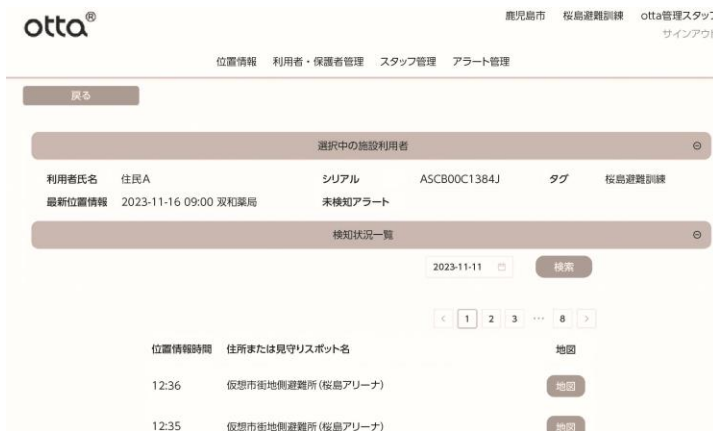 otta®
鹿児島市 桜島避難訓練 otta管理スタッフ
サインアウト
位置情報 利用者・保護者管理 スタッフ管理 アラート管理
戻る
選択中の施設利用者
利用者氏名 住民A シリアル ASCB00C1384J タグ 桜島避難訓練
最新位置情報 2023-11-16 09:00 双和薬局 未検知アラート
検知状況一覧
2023-11-11 検索
< 1 2 3 ··· 8 >
位置情報時間 住所または見守りスポット名 地図
12:36 仮想市街地側避難所(桜島アリーナ) 地図
12:35 仮想市街地側避難所(桜島アリーナ) 地図